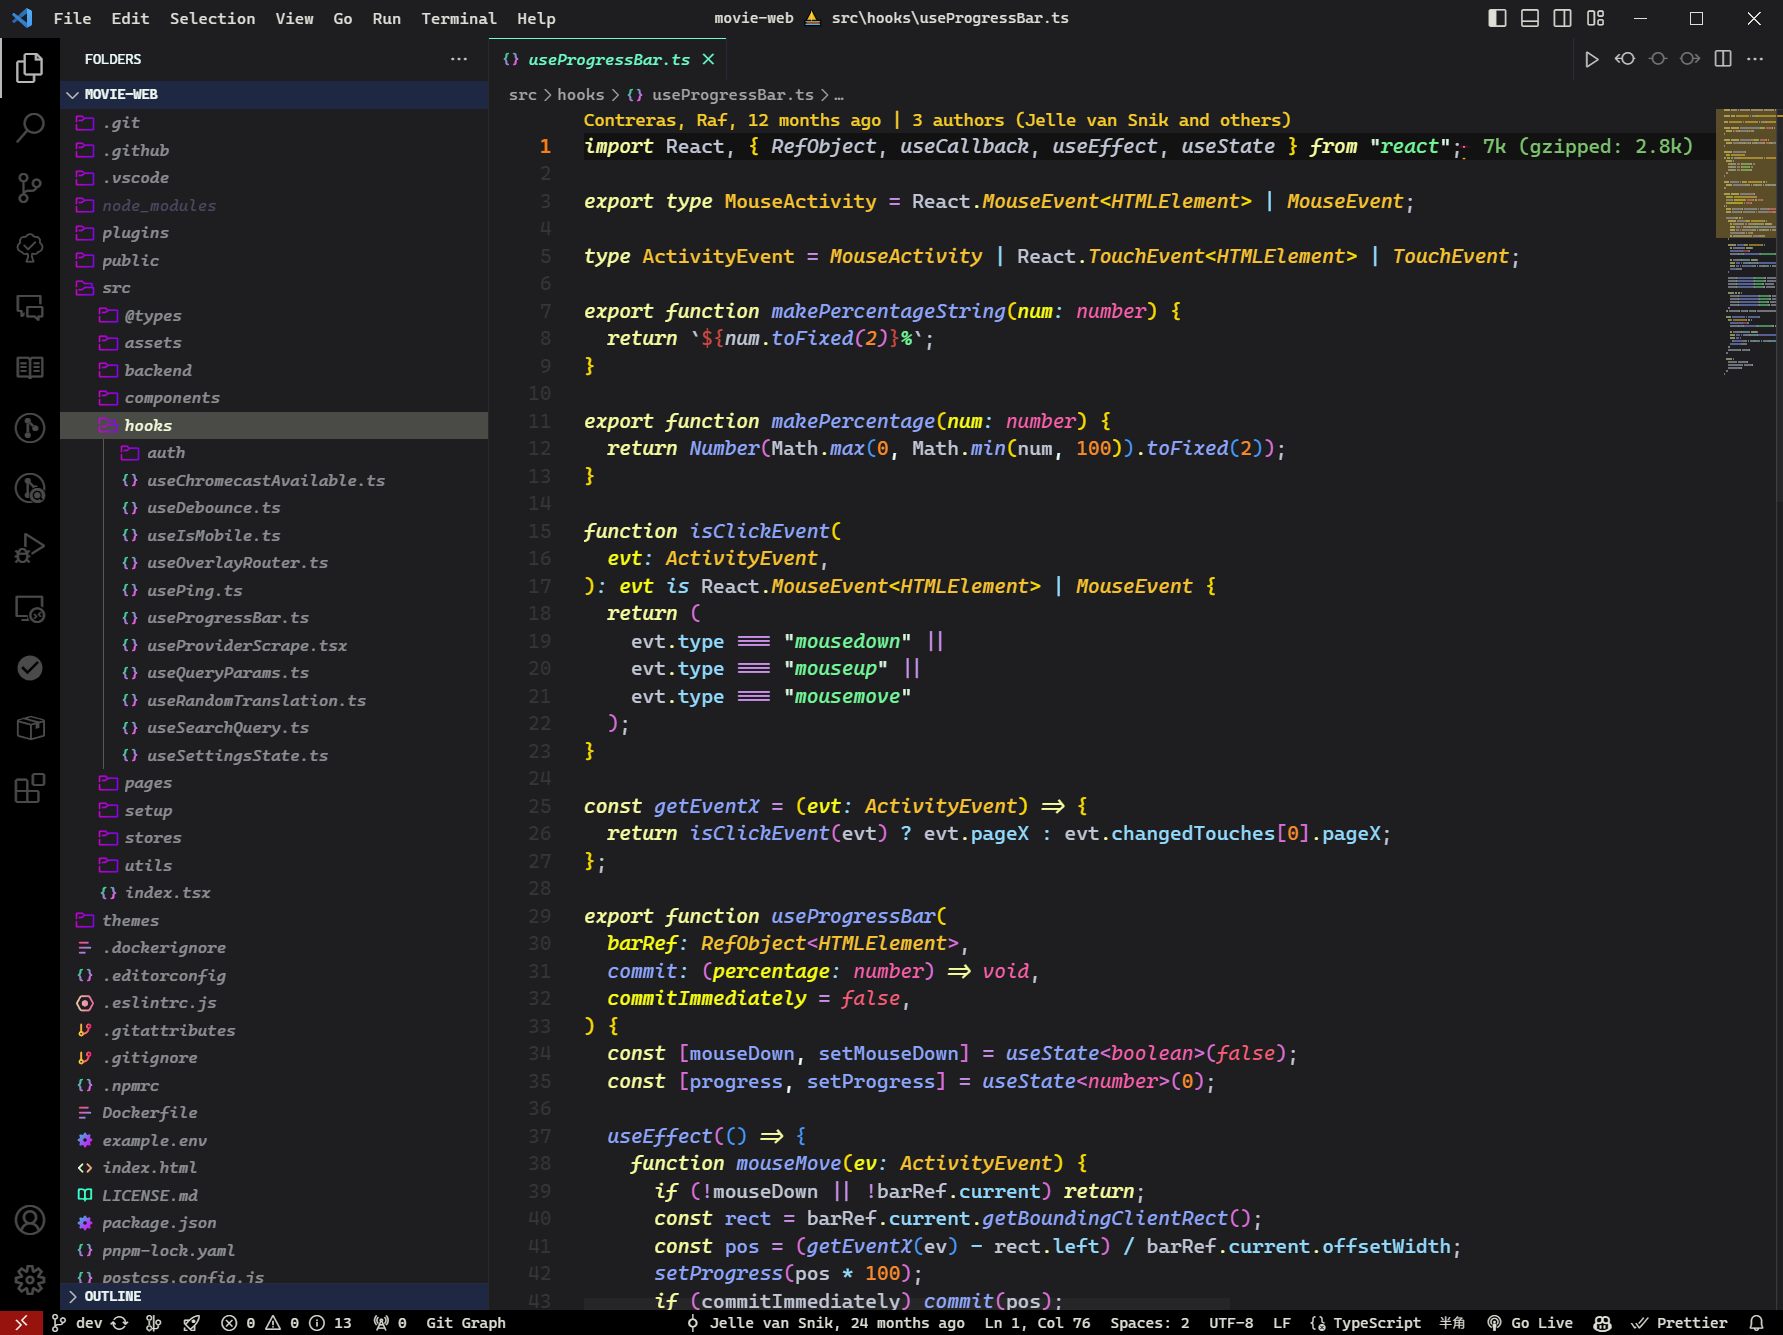 File Edit Selection View Go Run Terminal Help
movie-web src\hooks\useProgressBar.ts
FOLDERS
MOVIE-WEB
.git
.github
.vscode
node_modules
plugins
public
src
@types
assets
backend
components
hooks
auth
useChromecastAvailable.ts
useDebounce.ts
useIsMobile.ts
useOverlayRouter.ts
usePing.ts
useProgressBar.ts
useProviderScrape.tsx
useQueryParams.ts
useRandomTranslation.ts
useSearchQuery.ts
useSettingsState.ts
pages
setup
stores
utils
index.tsx
themes
.dockerignore
.editorconfig
.eslintrc.js
.gitattributes
.gitignore
.npmrc
Dockerfile
example.env
index.html
LICENSE.md
package.json
pnpm-lock.yaml
postcss.config.js
OUTLINE
{} useProgressBar.ts
src > hooks > {} useProgressBar.ts > …
Contreras, Raf, 12 months ago | 3 authors (Jelle van Snik and others)
1 import React, { RefObject, useCallback, useEffect, useState } from "react"; 7k (gzipped: 2.8k)
2
3 export type MouseActivity = React.MouseEvent<HTMLElement> | MouseEvent;
4
5 type ActivityEvent = MouseActivity | React.TouchEvent<HTMLElement> | TouchEvent;
6
7 export function makePercentageString(num: number) {
8 return `${num.toFixed(2)}%`;
9 }
10
11 export function makePercentage(num: number) {
12 return Number(Math.max(0, Math.min(num, 100)).toFixed(2));
13 }
14
15 function isClickEvent(
16 evt: ActivityEvent,
17 ): evt is React.MouseEvent<HTMLElement> | MouseEvent {
18 return (
19 evt.type === "mousedown" ||
20 evt.type === "mouseup" ||
21 evt.type === "mousemove"
22 );
23 }
24
25 const getEventX = (evt: ActivityEvent) => {
26 return isClickEvent(evt) ? evt.pageX : evt.changedTouches[0].pageX;
27 };
28
29 export function useProgressBar(
30 barRef: RefObject<HTMLElement>,
31 commit: (percentage: number) => void,
32 commitImmediately = false,
33 ) {
34 const [mouseDown, setMouseDown] = useState<boolean>(false);
35 const [progress, setProgress] = useState<number>(0);
36
37 useEffect(() => {
38 function mouseMove(ev: ActivityEvent) {
39 if (!mouseDown || !barRef.current) return;
40 const rect = barRef.current.getBoundingClientRect();
41 const pos = (getEventX(ev) - rect.left) / barRef.current.offsetWidth;
42 setProgress(pos * 100);
43 if (commitImmediately) commit(pos);
dev 0 0 13 0 Git Graph Jelle van Snik, 24 months ago Ln 1, Col 76 Spaces: 2 UTF-8 LF {} TypeScript 半角 Go Live Prettier